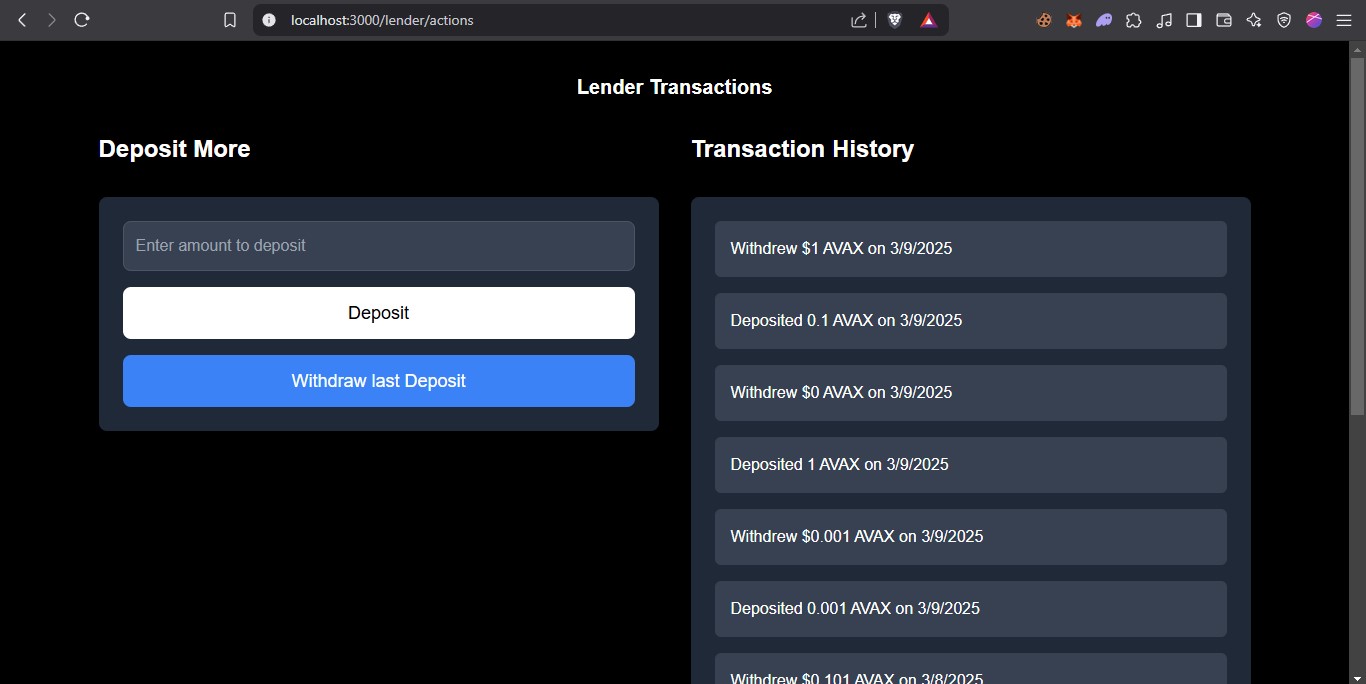 localhost:3000/lender/actions
Lender Transactions
Deposit More
Enter amount to deposit
Deposit
Withdraw last Deposit
Transaction History
Withdrew $1 AVAX on 3/9/2025
Deposited 0.1 AVAX on 3/9/2025
Withdrew $0 AVAX on 3/9/2025
Deposited 1 AVAX on 3/9/2025
Withdrew $0.001 AVAX on 3/9/2025
Deposited 0.001 AVAX on 3/9/2025
Withdrew $0.101 AVAX on 3/8/2025